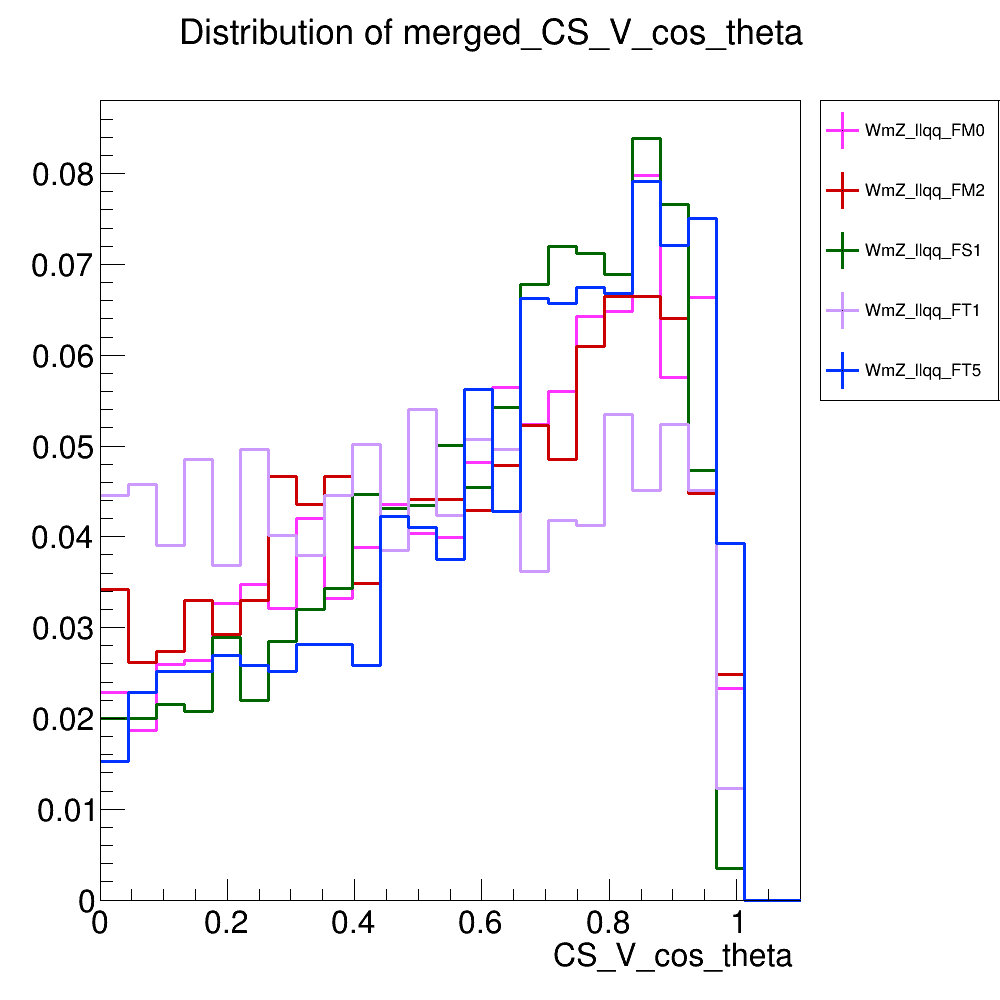 Distribution of merged_CS_V_cos_theta
WmZ_llqq_FM0
WmZ_llqq_FM2
WmZ_llqq_FS1
WmZ_llqq_FT1
WmZ_llqq_FT5
0.08
0.07
0.06
0.05
0.04
0.03
0.02
0.01
0
0 0.2 0.4 0.6 0.8 1
CS_V_cos_theta